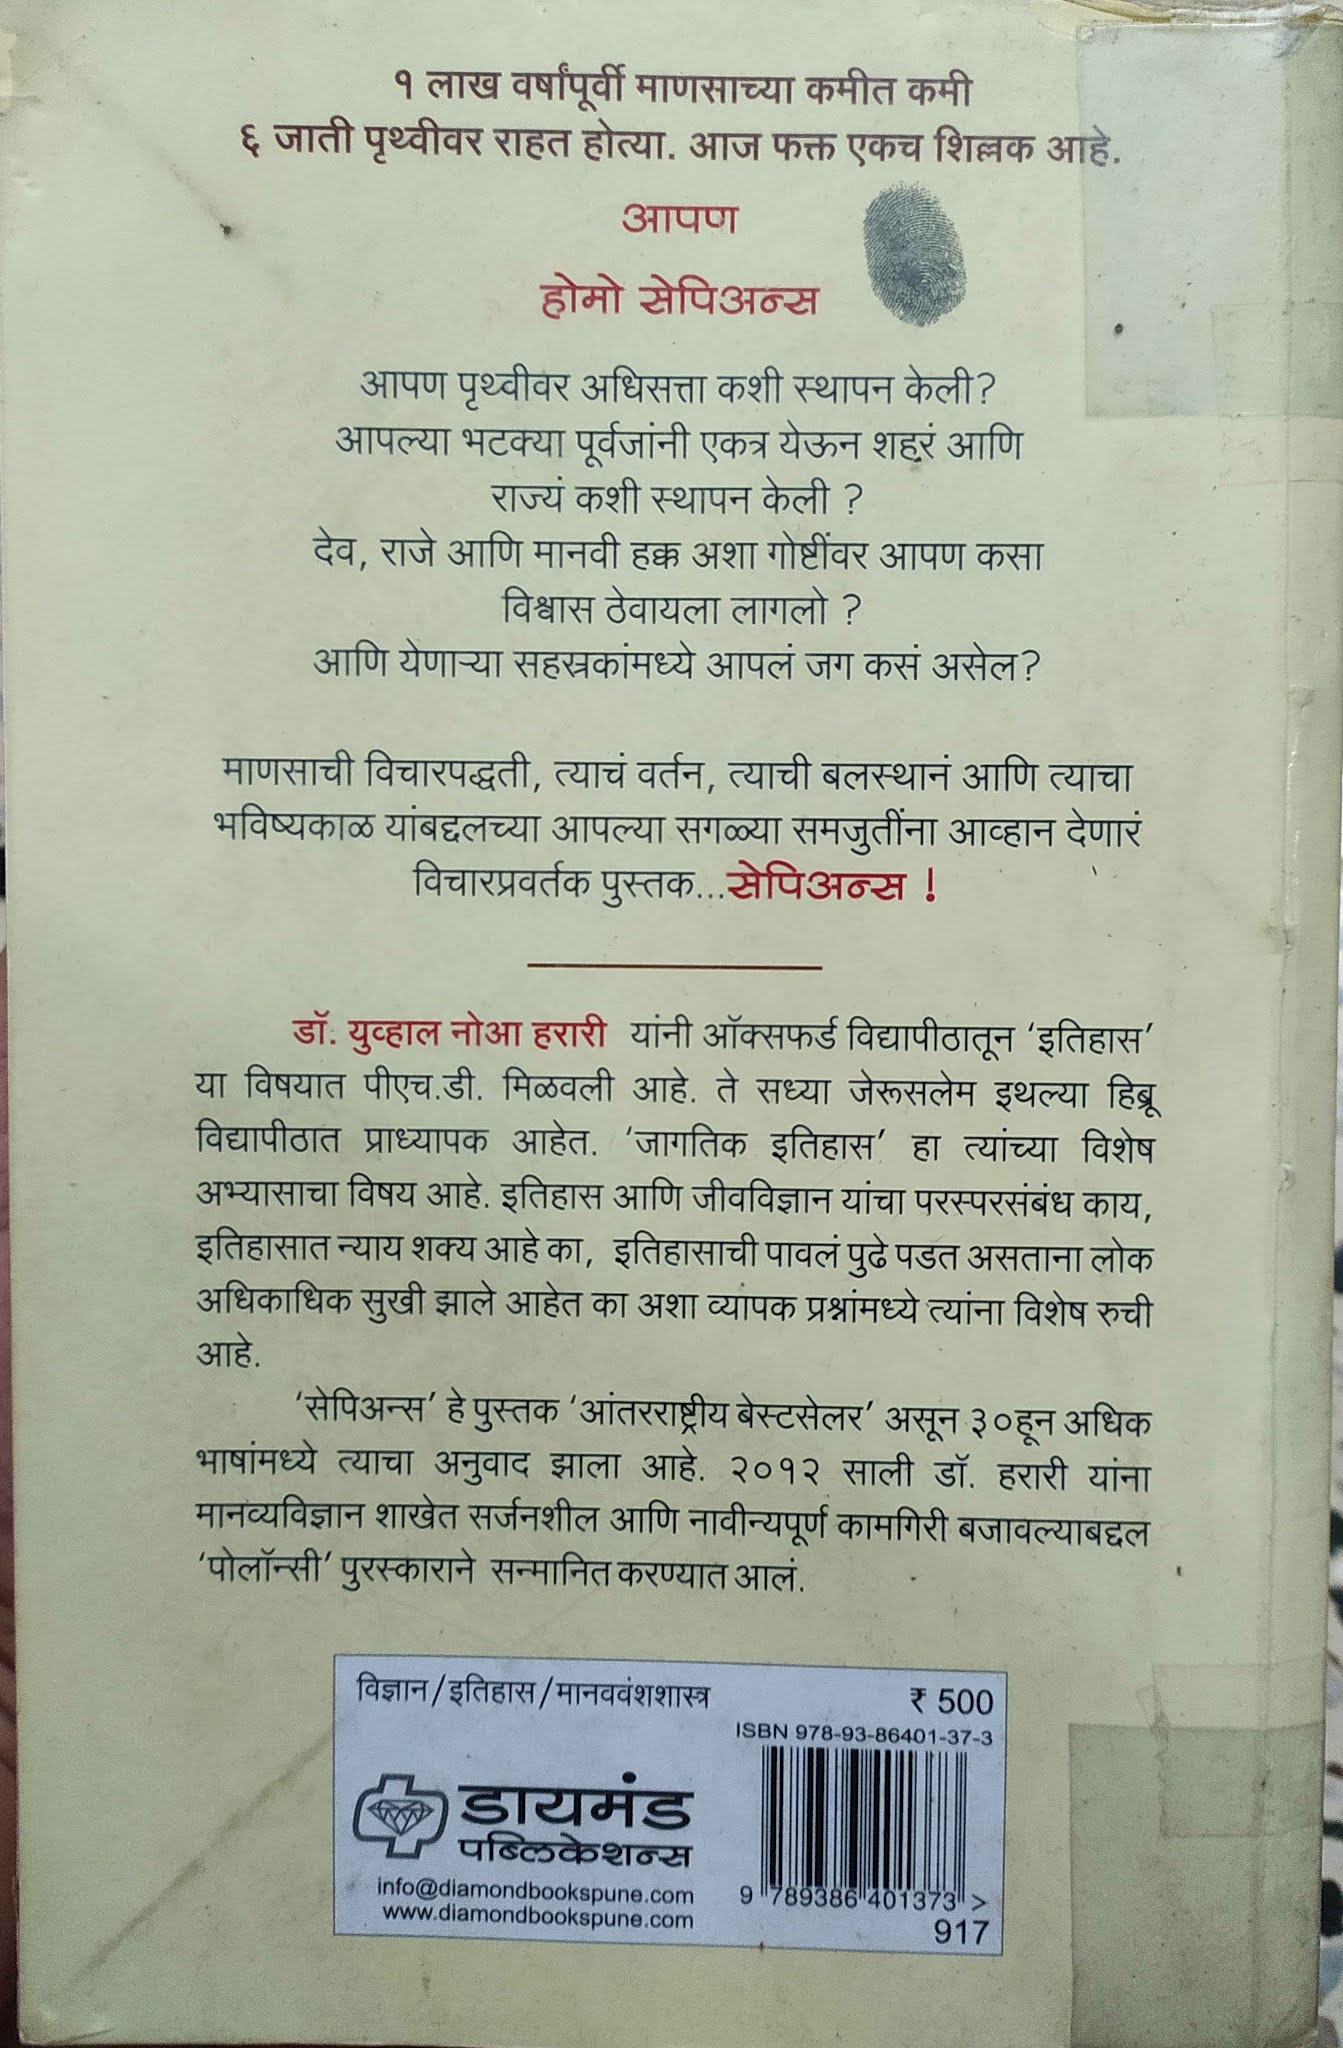 १ लाख वर्षांपूर्वी माणसाच्या कमीत कमी
६ जाती पृथ्वीवर राहत होत्या. आज फक्त एकच शिल्लक आहे.
आपण
होमो सेपिअन्स
आपण पृथ्वीवर अधिसत्ता कशी स्थापन केली?
आपल्या भटक्या पूर्वजांनी एकत्र येऊन शहरं आणि
राज्यं कशी स्थापन केली ?
देव, राजे आणि मानवी हक्क अशा गोष्टींवर आपण कसा
विश्वास ठेवायला लागलो ?
आणि येणाऱ्या सहस्रकांमध्ये आपलं जग कसं असेल?
माणसाची विचारपद्धती, त्याचं वर्तन, त्याची बलस्थानं आणि त्याचा
भविष्यकाळ यांबद्दलच्या आपल्या सगळ्या समजुतींना आव्हान देणारं
विचारप्रवर्तक पुस्तक...सेपिअन्स !
डॉ. युव्हाल नोआ हरारी यांनी ऑक्सफर्ड विद्यापीठातून ‘इतिहास’
या विषयात पीएच.डी. मिळवली आहे. ते सध्या जेरूसलेम इथल्या हिब्रू
विद्यापीठात प्राध्यापक आहेत. ‘जागतिक इतिहास’ हा त्यांच्या विशेष
अभ्यासाचा विषय आहे. इतिहास आणि जीवविज्ञान यांचा परस्परसंबंध काय,
इतिहासात न्याय शक्य आहे का, इतिहासाची पावलं पुढे पडत असताना लोक
अधिकाधिक सुखी झाले आहेत का अशा व्यापक प्रश्नांमध्ये त्यांना विशेष रुची
आहे.
‘सेपिअन्स’ हे पुस्तक ‘आंतरराष्ट्रीय बेस्टसेलर’ असून ३०हून अधिक
भाषांमध्ये त्याचा अनुवाद झाला आहे. २०१२ साली डॉ. हरारी यांना
मानव्यविज्ञान शाखेत सर्जनशील आणि नावीन्यपूर्ण कामगिरी बजावल्याबद्दल
‘पोलॉन्सी’ पुरस्काराने सन्मानित करण्यात आलं.
विज्ञान/इतिहास/मानववंशशास्त्र
₹ 500
ISBN 978-93-86401-37-3
डायमंड
पब्लिकेशन्स
info@diamondbookspune.com
www.diamondbookspune.com
9 789386 401373 >
917